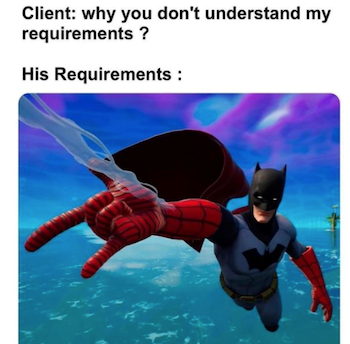 Client: why you don't understand my
requirements ?
His Requirements :